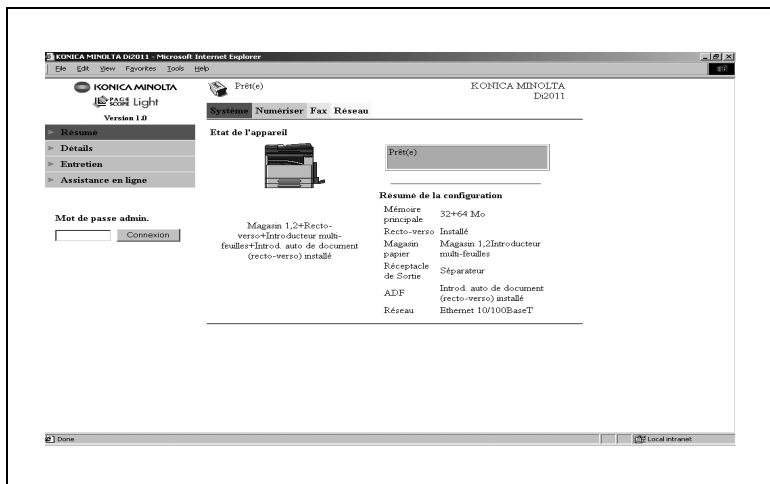 KONICA MINOLTA Di2011 - Microsoft Internet Explorer
File Edit View Favorites Tools Help
KONICA MINOLTA
PAGE SCOPE Light
Version 1.0
Résumé
Détails
Entretien
Assistance en ligne
Mot de passe admin.
Connexion
Prêt(e)
KONICA MINOLTA
Di2011
Système Numériser Fax Réseau
Etat de l'appareil
Magasin 1,2+Recto-
verso+Introducteur multi-
feuilles+Introd. auto de document
(recto-verso) installé
Prêt(e)
Résumé de la configuration
Mémoire
principale
32+64 Mo
Recto-verso Installé
Magasin
papier
Magasin 1,2Introducteur
multi-feuilles
Réceptacle
de Sortie
Séparateur
ADF
Introd. auto de document
(recto-verso) installé
Réseau Ethernet 10/100BaseT
Done
Local intranet